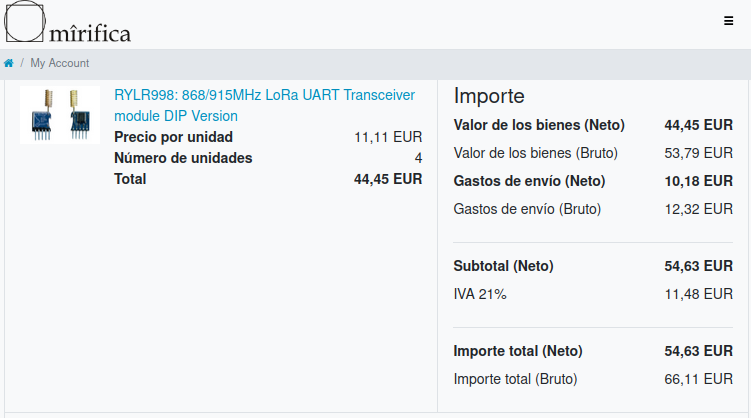 mîrifica
/ My Account
RYLR998: 868/915MHz LoRa UART Transceiver
module DIP Version
Precio por unidad 11,11 EUR
Número de unidades 4
Total 44,45 EUR
Importe
Valor de los bienes (Neto) 44,45 EUR
Valor de los bienes (Bruto) 53,79 EUR
Gastos de envío (Neto) 10,18 EUR
Gastos de envío (Bruto) 12,32 EUR
Subtotal (Neto) 54,63 EUR
IVA 21% 11,48 EUR
Importe total (Neto) 54,63 EUR
Importe total (Bruto) 66,11 EUR